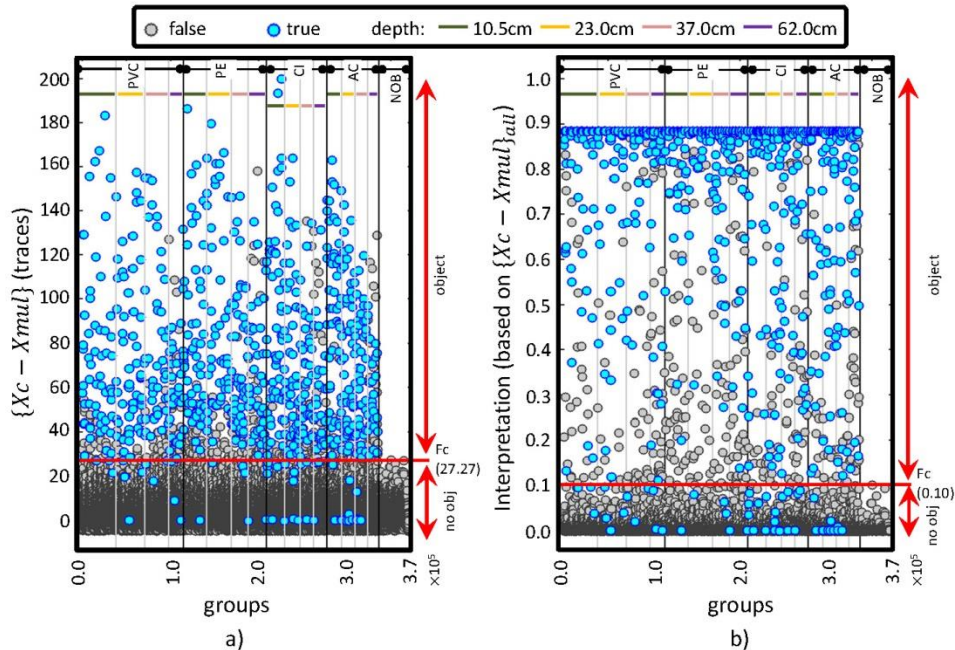 false true depth: 10.5cm 23.0cm 37.0cm 62.0cm
PVC PE CI AC NOB
200
180
160
140
120
100
80
60
40
20
0
{Xc − Xmul} (traces)
object
Fc
(27.27)
no obj
0.0 1.0 2.0 3.0 3.7
×10⁵
groups
a)
PVC PE CI AC NOB
1.0
0.9
0.8
0.7
0.6
0.5
0.4
0.3
0.2
0.1
0.0
Interpretation (based on {Xc − Xmul}all
object
Fc
(0.10)
no obj
0.0 1.0 2.0 3.0 3.7
×10⁵
groups
b)